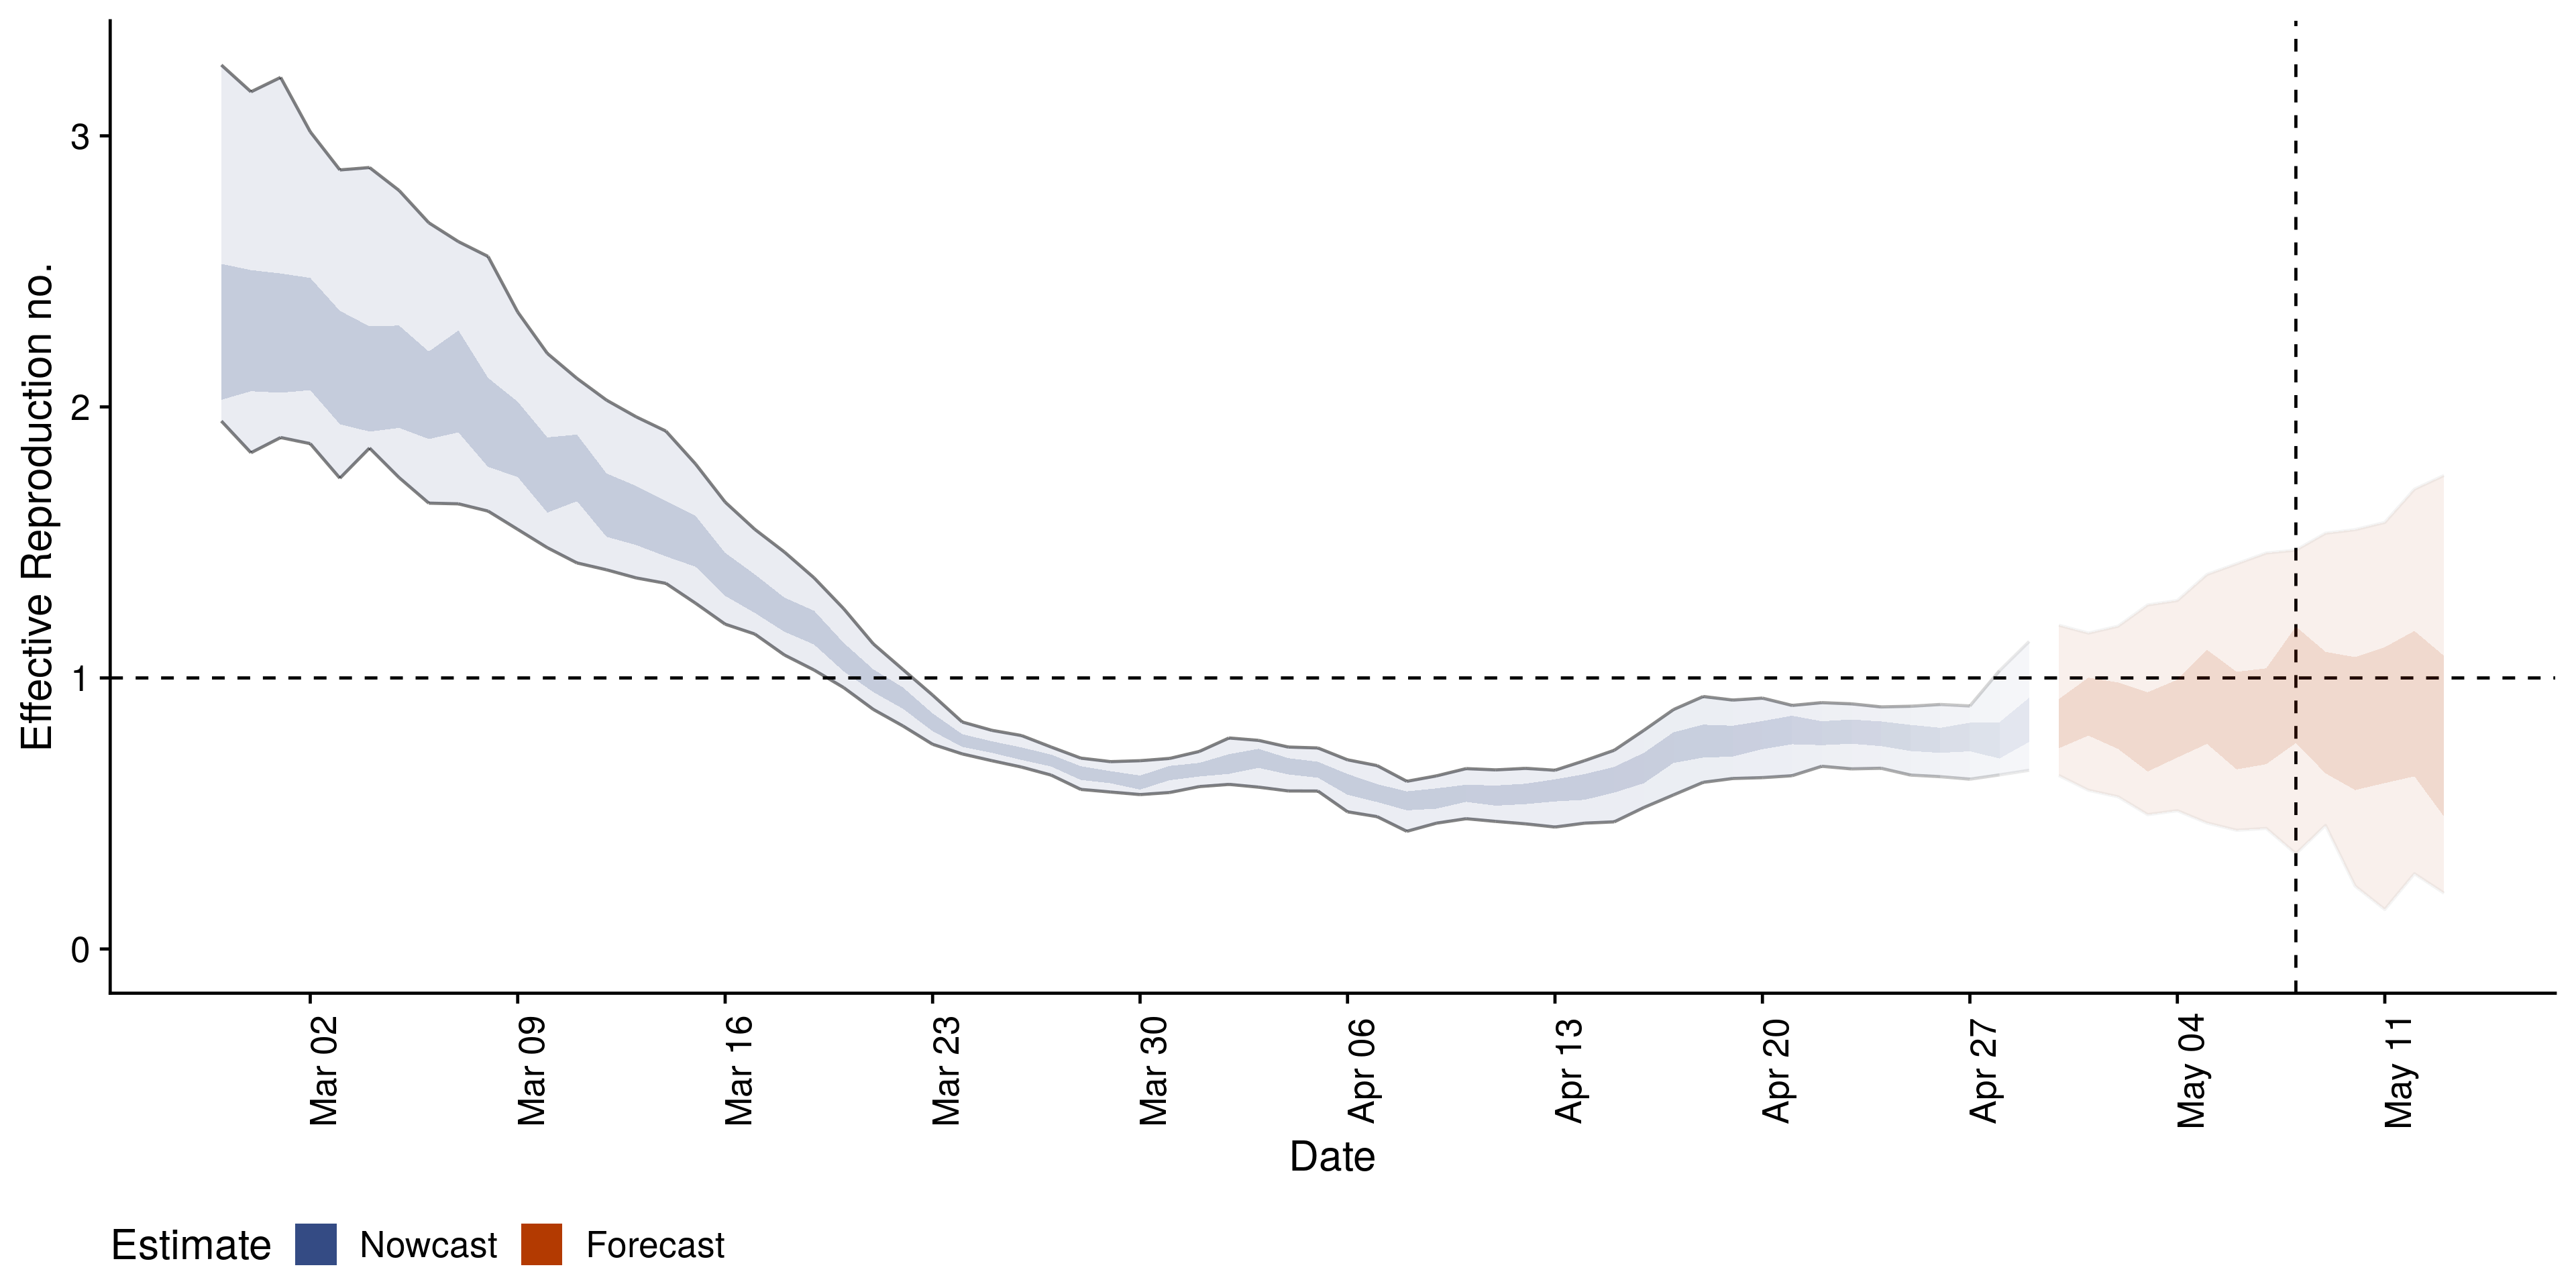 Effective Reproduction no.
3
2
1
0
Mar 02
Mar 09
Mar 16
Mar 23
Mar 30
Apr 06
Apr 13
Apr 20
Apr 27
May 04
May 11
Date
Estimate Nowcast Forecast